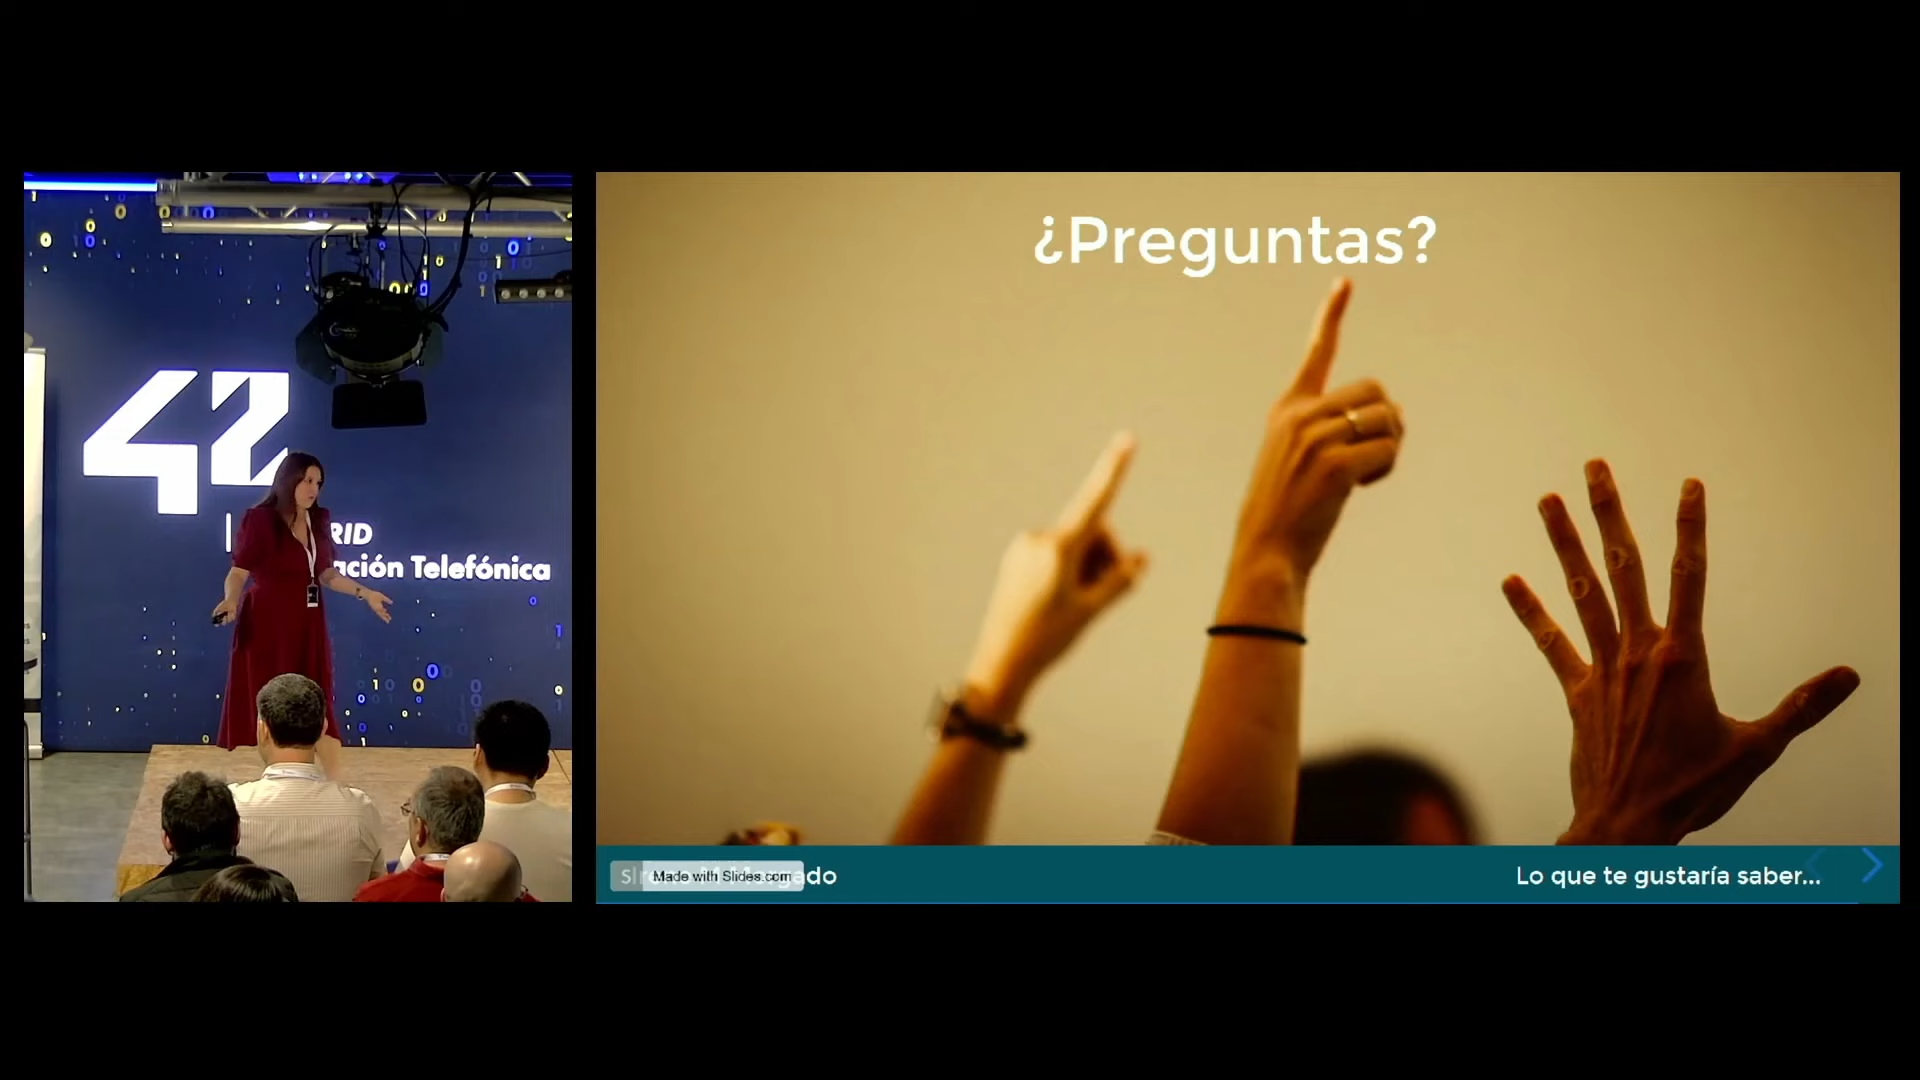 42
RID
ación Telefónica
¿Preguntas?
Made with Slides.com
ado
Lo que te gustaría saber...